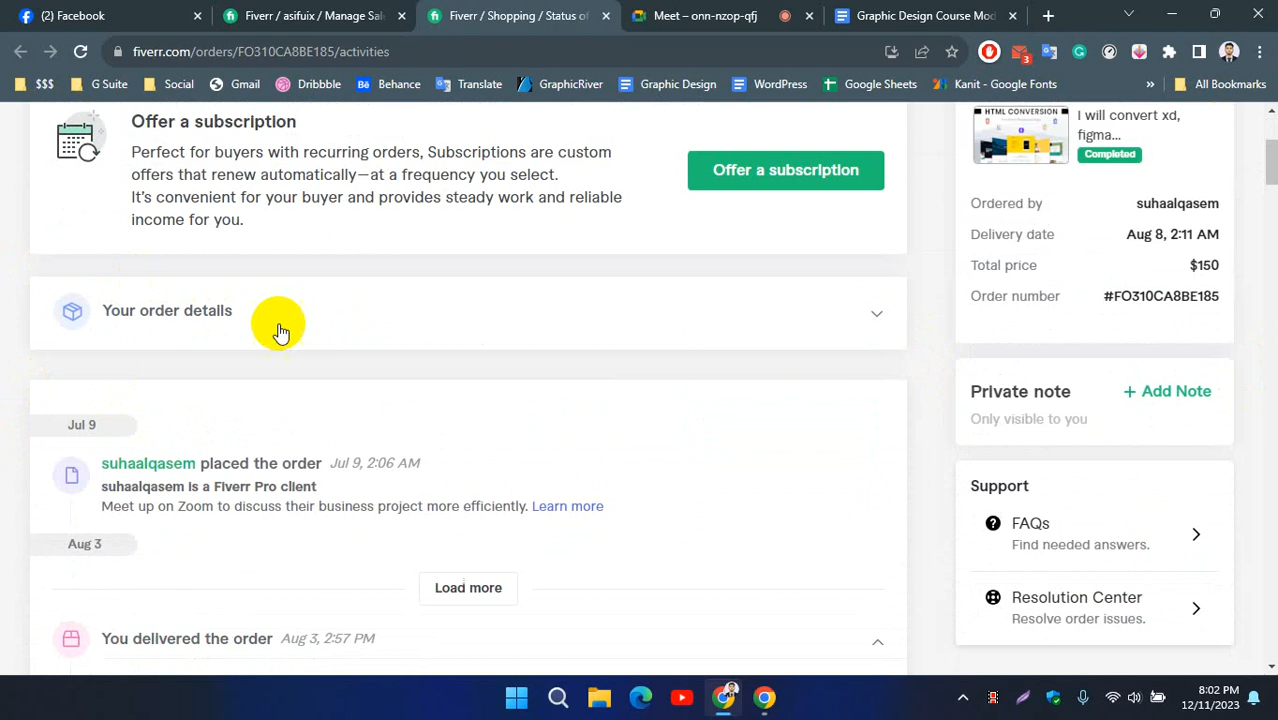 (2) Facebook
Fiverr / asifuix / Manage Sal
Fiverr / Shopping / Status of
Meet – onn-nzop-qfj
Graphic Design Course Mod
fiverr.com/orders/FO310CA8BE185/activities
3
$$$
G Suite
Social
Gmail
Dribbble
Behance
Translate
GraphicRiver
Graphic Design
WordPress
Google Sheets
Kanit - Google Fonts
All Bookmarks
Offer a subscription
Perfect for buyers with recurring orders, Subscriptions are custom
offers that renew automatically—at a frequency you select.
It's convenient for your buyer and provides steady work and reliable
income for you.
Offer a subscription
Your order details
Jul 9
suhaalqasem placed the order Jul 9, 2:06 AM
suhaalqasem is a Fiverr Pro client
Meet up on Zoom to discuss their business project more efficiently. Learn more
Aug 3
Load more
You delivered the order Aug 3, 2:57 PM
HTML CONVERSION
I will convert xd,
figma...
Completed
Ordered by suhaalqasem
Delivery date Aug 8, 2:11 AM
Total price $150
Order number #FO310CA8BE185
Private note + Add Note
Only visible to you
Support
FAQs
Find needed answers.
Resolution Center
Resolve order issues.
8:02 PM
12/11/2023